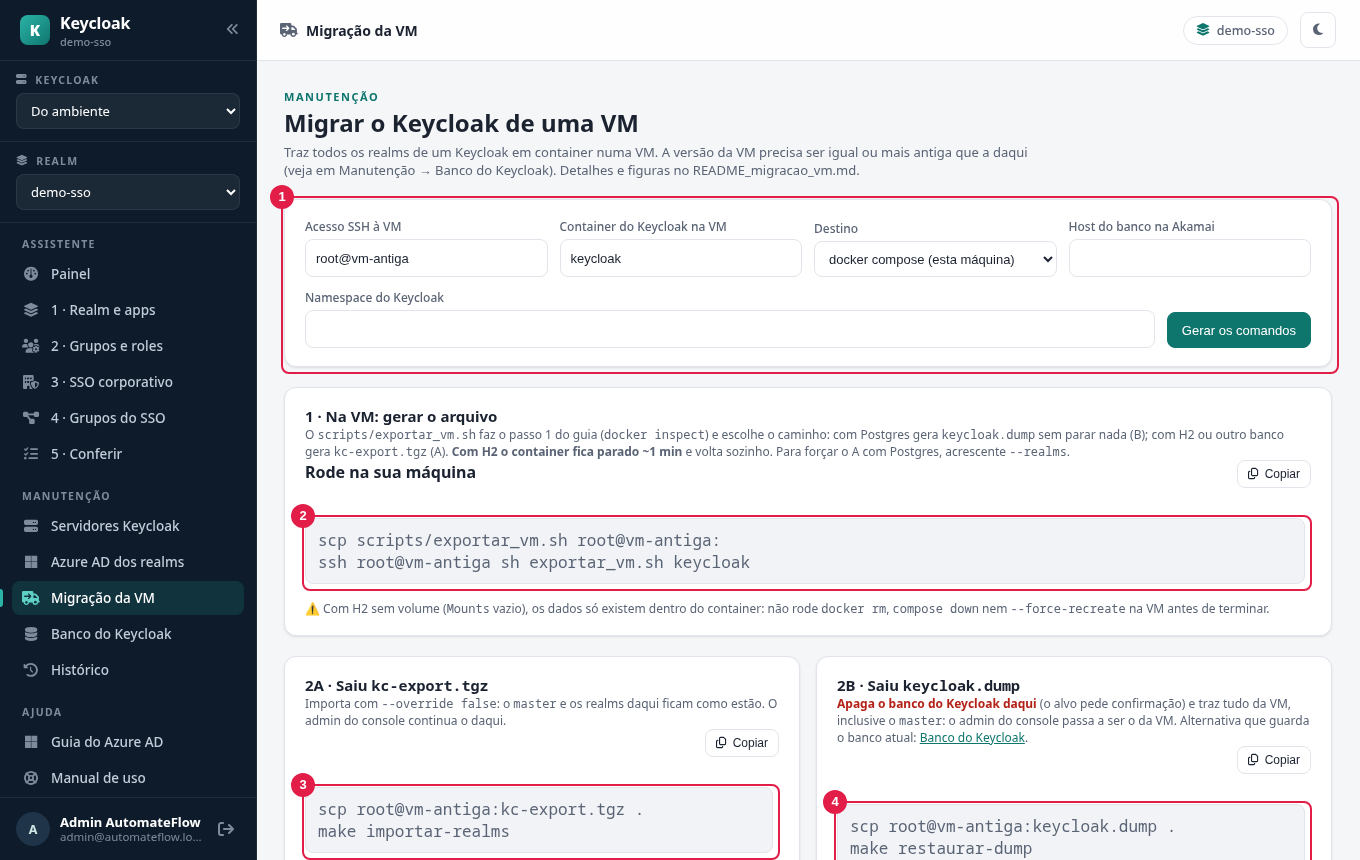 K
Keycloak
demo-sso
KEYCLOAK
Do ambiente
REALM
demo-sso
ASSISTENTE
Painel
1 · Realm e apps
2 · Grupos e roles
3 · SSO corporativo
4 · Grupos do SSO
5 · Conferir
MANUTENÇÃO
Servidores Keycloak
Azure AD dos realms
Migração da VM
Banco do Keycloak
Histórico
AJUDA
Guia do Azure AD
Manual de uso
A
Admin AutomateFlow
admin@automateflow.lo...
Migração da VM
demo-sso
MANUTENÇÃO
Migrar o Keycloak de uma VM
Traz todos os realms de um Keycloak em container numa VM. A versão da VM precisa ser igual ou mais antiga que a daqui
(veja em Manutenção → Banco do Keycloak). Detalhes e figuras no README_migracao_vm.md.
1
Acesso SSH à VM
root@vm-antiga
Container do Keycloak na VM
keycloak
Destino
docker compose (esta máquina)
Host do banco na Akamai
Namespace do Keycloak
Gerar os comandos
1 · Na VM: gerar o arquivo
O scripts/exportar_vm.sh faz o passo 1 do guia (docker inspect) e escolhe o caminho: com Postgres gera keycloak.dump sem parar nada (B); com H2 ou outro banco
gera kc-export.tgz (A). Com H2 o container fica parado ~1 min e volta sozinho. Para forçar o A com Postgres, acrescente --realms.
Rode na sua máquina
Copiar
2
scp scripts/exportar_vm.sh root@vm-antiga:
ssh root@vm-antiga sh exportar_vm.sh keycloak
⚠️ Com H2 sem volume (Mounts vazio), os dados só existem dentro do container: não rode docker rm, compose down nem --force-recreate na VM antes de terminar.
2A · Saiu kc-export.tgz
Importa com --override false: o master e os realms daqui ficam como estão. O
admin do console continua o daqui.
Copiar
3
scp root@vm-antiga:kc-export.tgz .
make importar-realms
2B · Saiu keycloak.dump
Apaga o banco do Keycloak daqui (o alvo pede confirmação) e traz tudo da VM,
inclusive o master: o admin do console passa a ser o da VM. Alternativa que guarda
o banco atual: Banco do Keycloak.
Copiar
4
scp root@vm-antiga:keycloak.dump .
make restaurar-dump